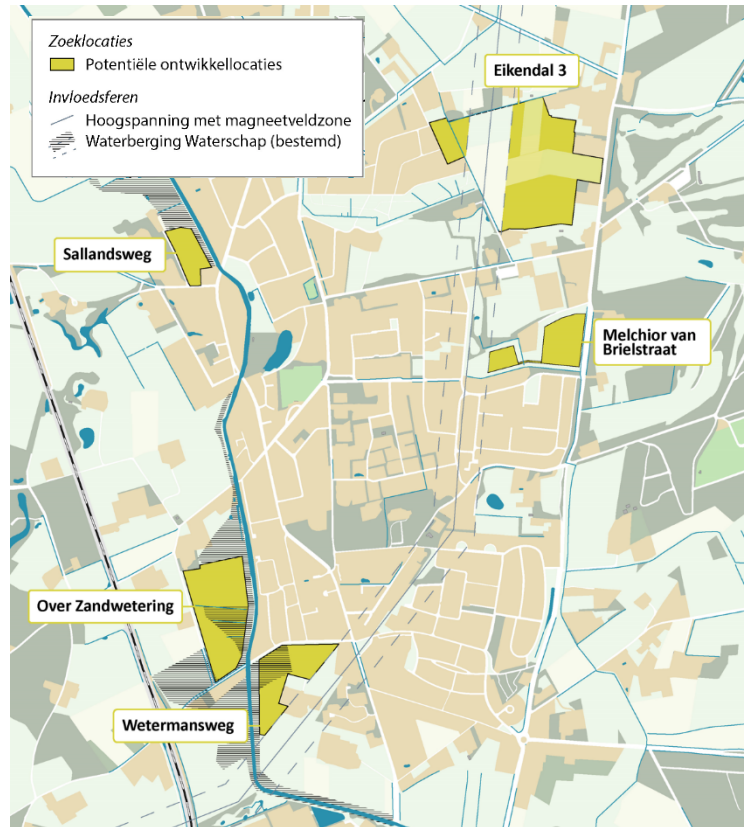 Zoeklocaties
Potentiële ontwikkellocaties
Invloedsferen
Hoogspanning met magneetveldzone
Waterberging Waterschap (bestemd)
Eikendal 3
Sallandsweg
Melchior van
Brielstraat
Over Zandwetering
Wetermansweg